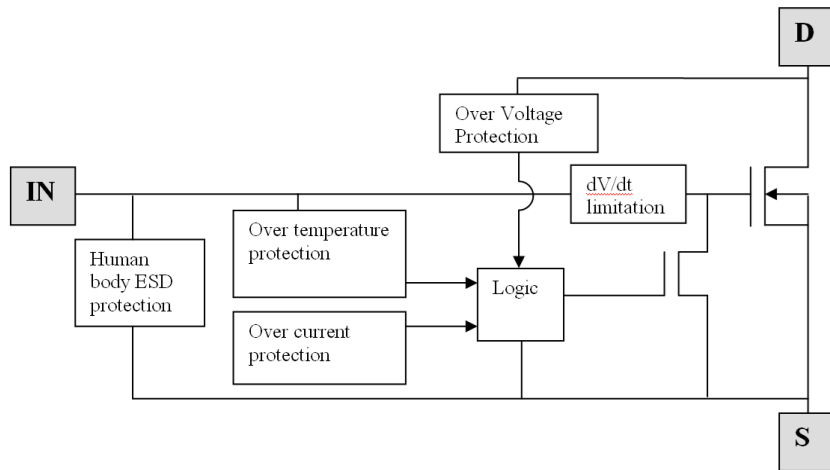 D
Over Voltage
Protection
IN
dV/dt
limitation
Over temperature
protection
Human
body ESD
protection
Logic
Over current
protection
S